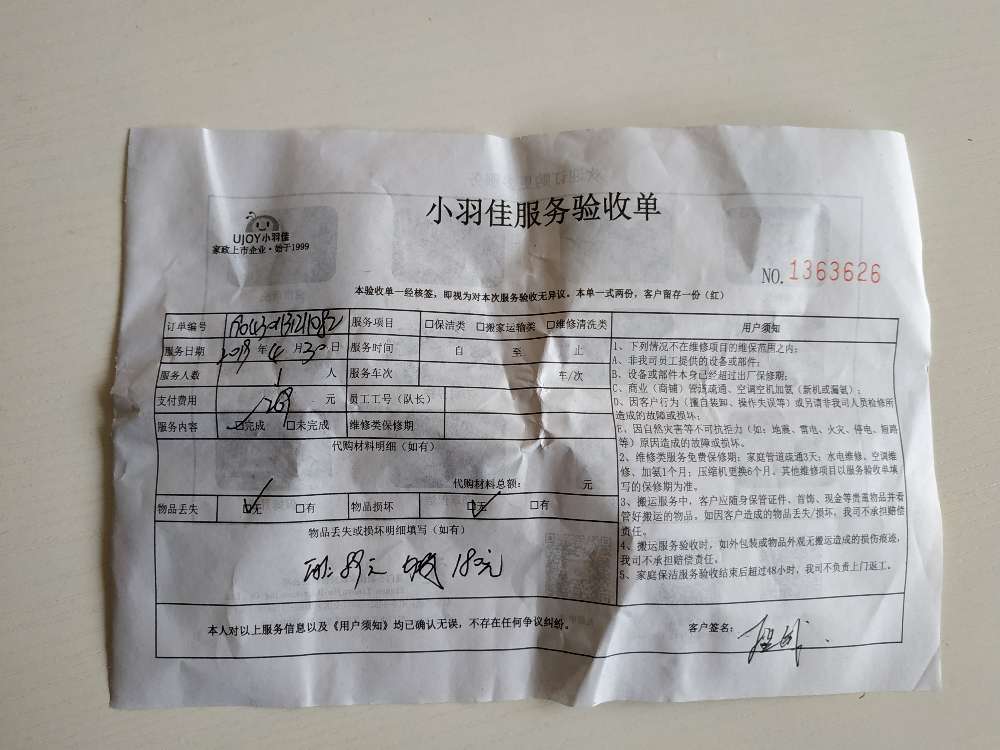 小羽佳服务验收单
UJOY小羽佳
家政上市企业·始于1999
NO. 1363626
本验收单一经核签，即视为对本次服务验收无异议。本单一式两份，客户留存一份（红）
订单编号 服务项目 □保洁类 □搬家运输类 □维修清洗类
服务日期 2019 年 4 月 30 日 服务时间 自 至 止
服务人数 1 人 服务车次 车/次
支付费用 元 员工工号（队长）
服务内容 □完成 □未完成 维修类保修期
代购材料明细（如有）
代购材料总额： 元
物品丢失 □无 □有 物品损坏 □无 □有
物品丢失或损坏明细填写（如有）
用户须知
1、下列情况不在维修项目的维保范围之内：
A、非我司员工提供的设备或部件；
B、设备或部件本身已经超过出厂保修期；
C、商业（商铺）管道疏通、空调空机加氨（新机或漏氨）；
D、因客户行为（擅自装卸、操作失误等）或另请非我司人员检修所
造成的故障或损坏；
E、因自然灾害等不可抗拒力（如：地震、雷电、火灾、停电、短路
等）原因造成的故障或损坏。
2、维修类服务免费保修期：家庭管道疏通3天；水电维修、空调维
修、加氨1个月；压缩机更换6个月。其他维修项目以服务验收单填
写的保修期为准。
3、搬运服务中，客户应随身保管证件、首饰、现金等贵重物品并看
管好搬运的物品，如因客户造成的物品丢失/损坏，我司不承担赔偿
责任。
4、搬运服务验收时，如外包装或物品外观无搬运造成的损伤痕迹，
我司不承担赔偿责任。
5、家庭保洁服务验收结束后超过48小时，我司不负责上门返工。
本人对以上服务信息以及《用户须知》均已确认无误，不存在任何争议纠纷。
客户签名：